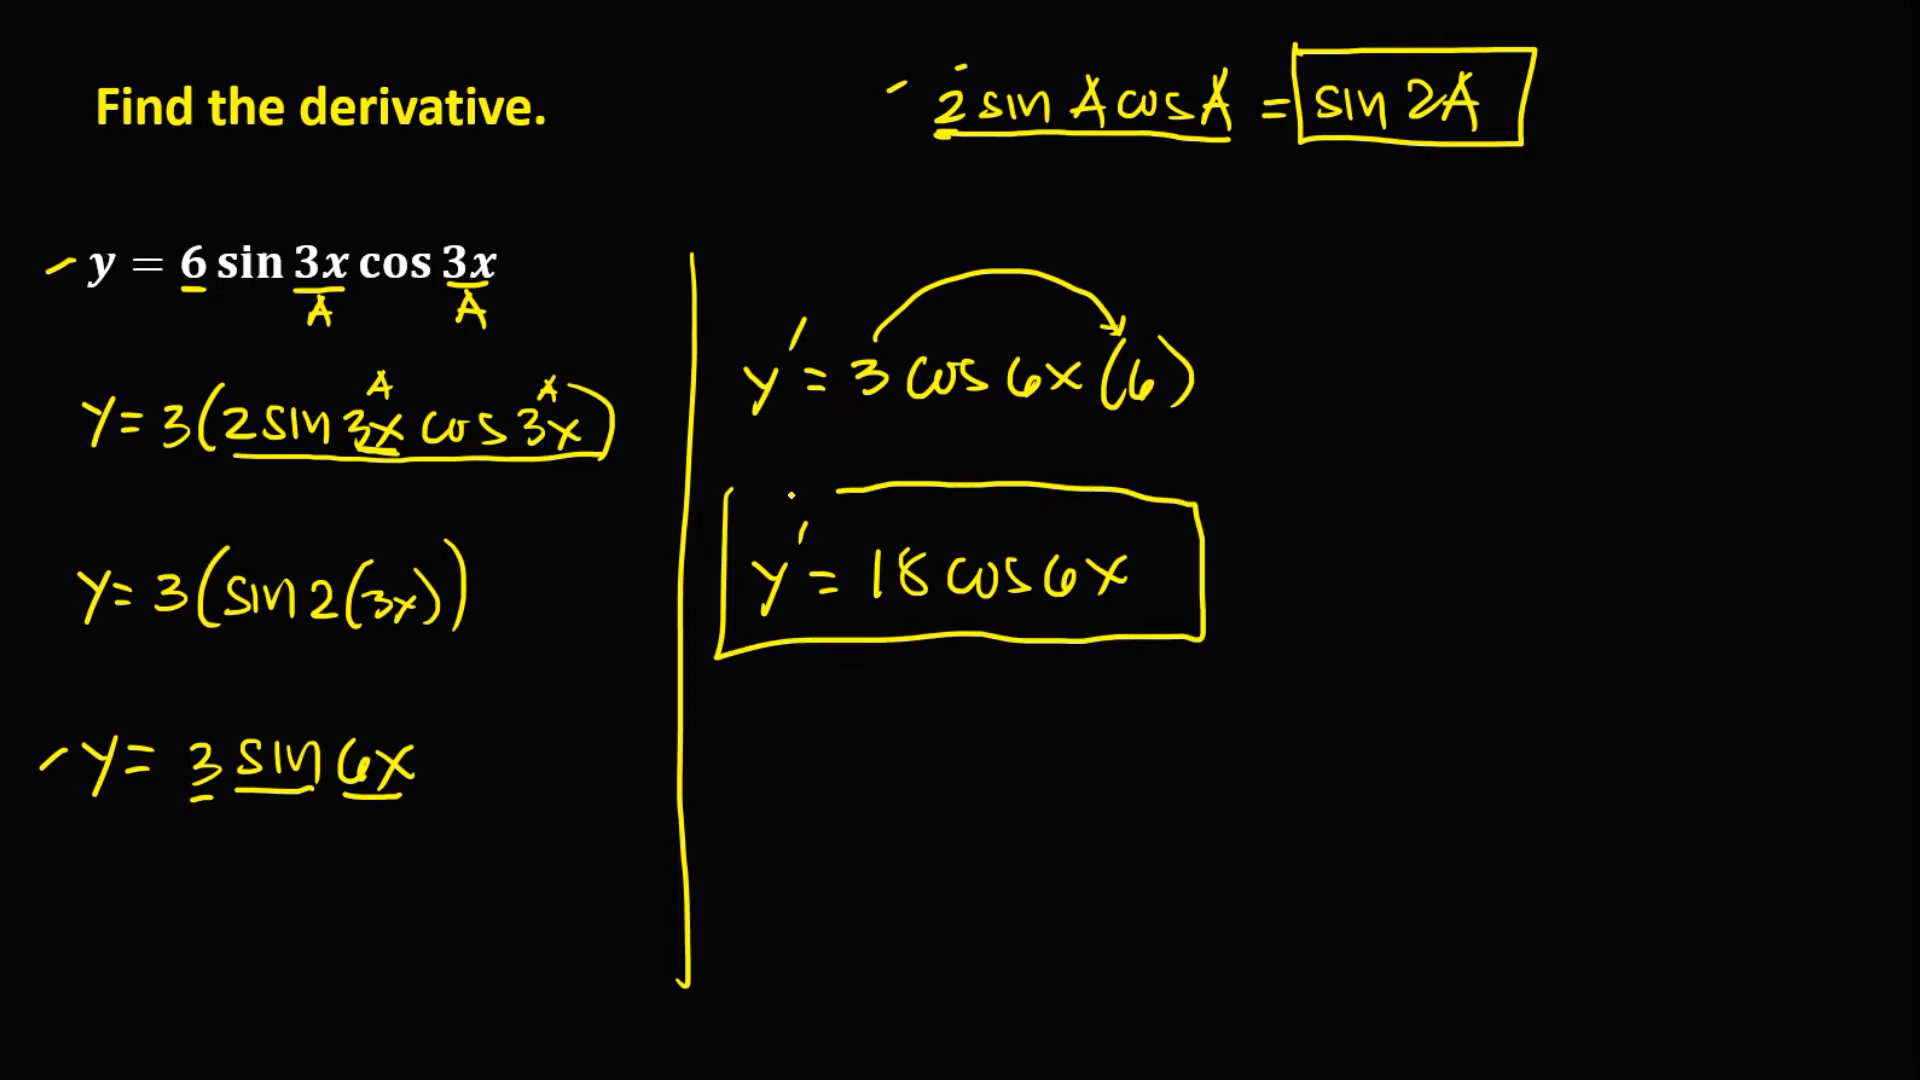 Find the derivative.
2 sin A cos A = sin 2A
y = 6 sin 3x cos 3x
A A
A A
y = 3(2 sin 3x cos 3x)
y = 3(sin 2(3x))
y = 3 sin 6x
y' = 3 cos 6x (6)
y' = 18 cos 6x